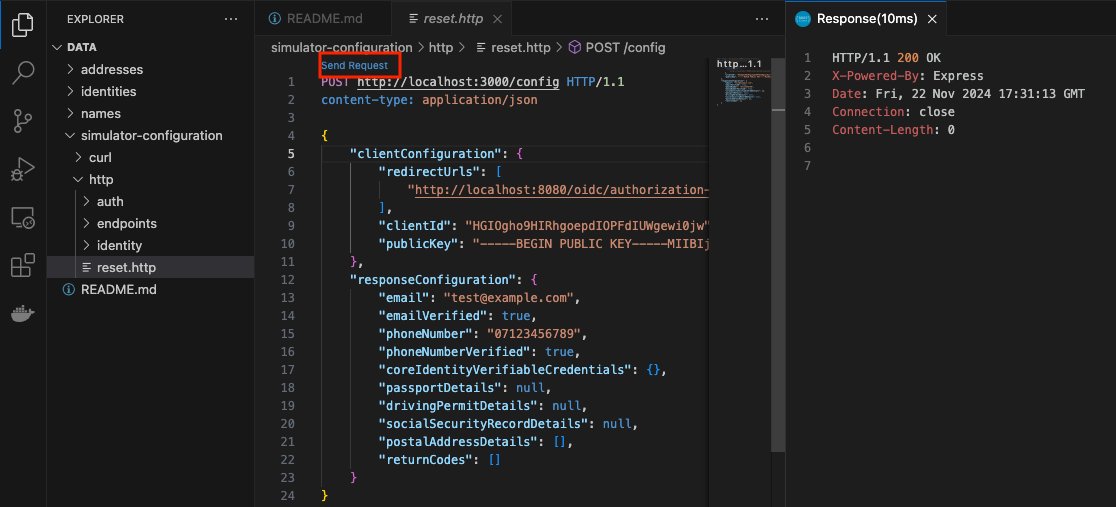 EXPLORER
DATA
addresses
identities
names
simulator-configuration
curl
http
auth
endpoints
identity
reset.http
README.md
README.md
reset.http
simulator-configuration > http > reset.http > POST /config
Send Request
1 POST http://localhost:3000/config HTTP/1.1
2 content-type: application/json
3
4 {
5 "clientConfiguration": {
6 "redirectUrls": [
7 "http://localhost:8080/oidc/authorization-
8 ],
9 "clientId": "HGIOgho9HIRhgoepdIOPFdIUWgewi0jw"
10 "publicKey": "-----BEGIN PUBLIC KEY-----MIIBIj
11 },
12 "responseConfiguration": {
13 "email": "test@example.com",
14 "emailVerified": true,
15 "phoneNumber": "07123456789",
16 "phoneNumberVerified": true,
17 "coreIdentityVerifiableCredentials": {},
18 "passportDetails": null,
19 "drivingPermitDetails": null,
20 "socialSecurityRecordDetails": null,
21 "postalAddressDetails": [],
22 "returnCodes": []
23 }
24 }
http...1.1
Response(10ms)
1 HTTP/1.1 200 OK
2 X-Powered-By: Express
3 Date: Fri, 22 Nov 2024 17:31:13 GMT
4 Connection: close
5 Content-Length: 0
6
7